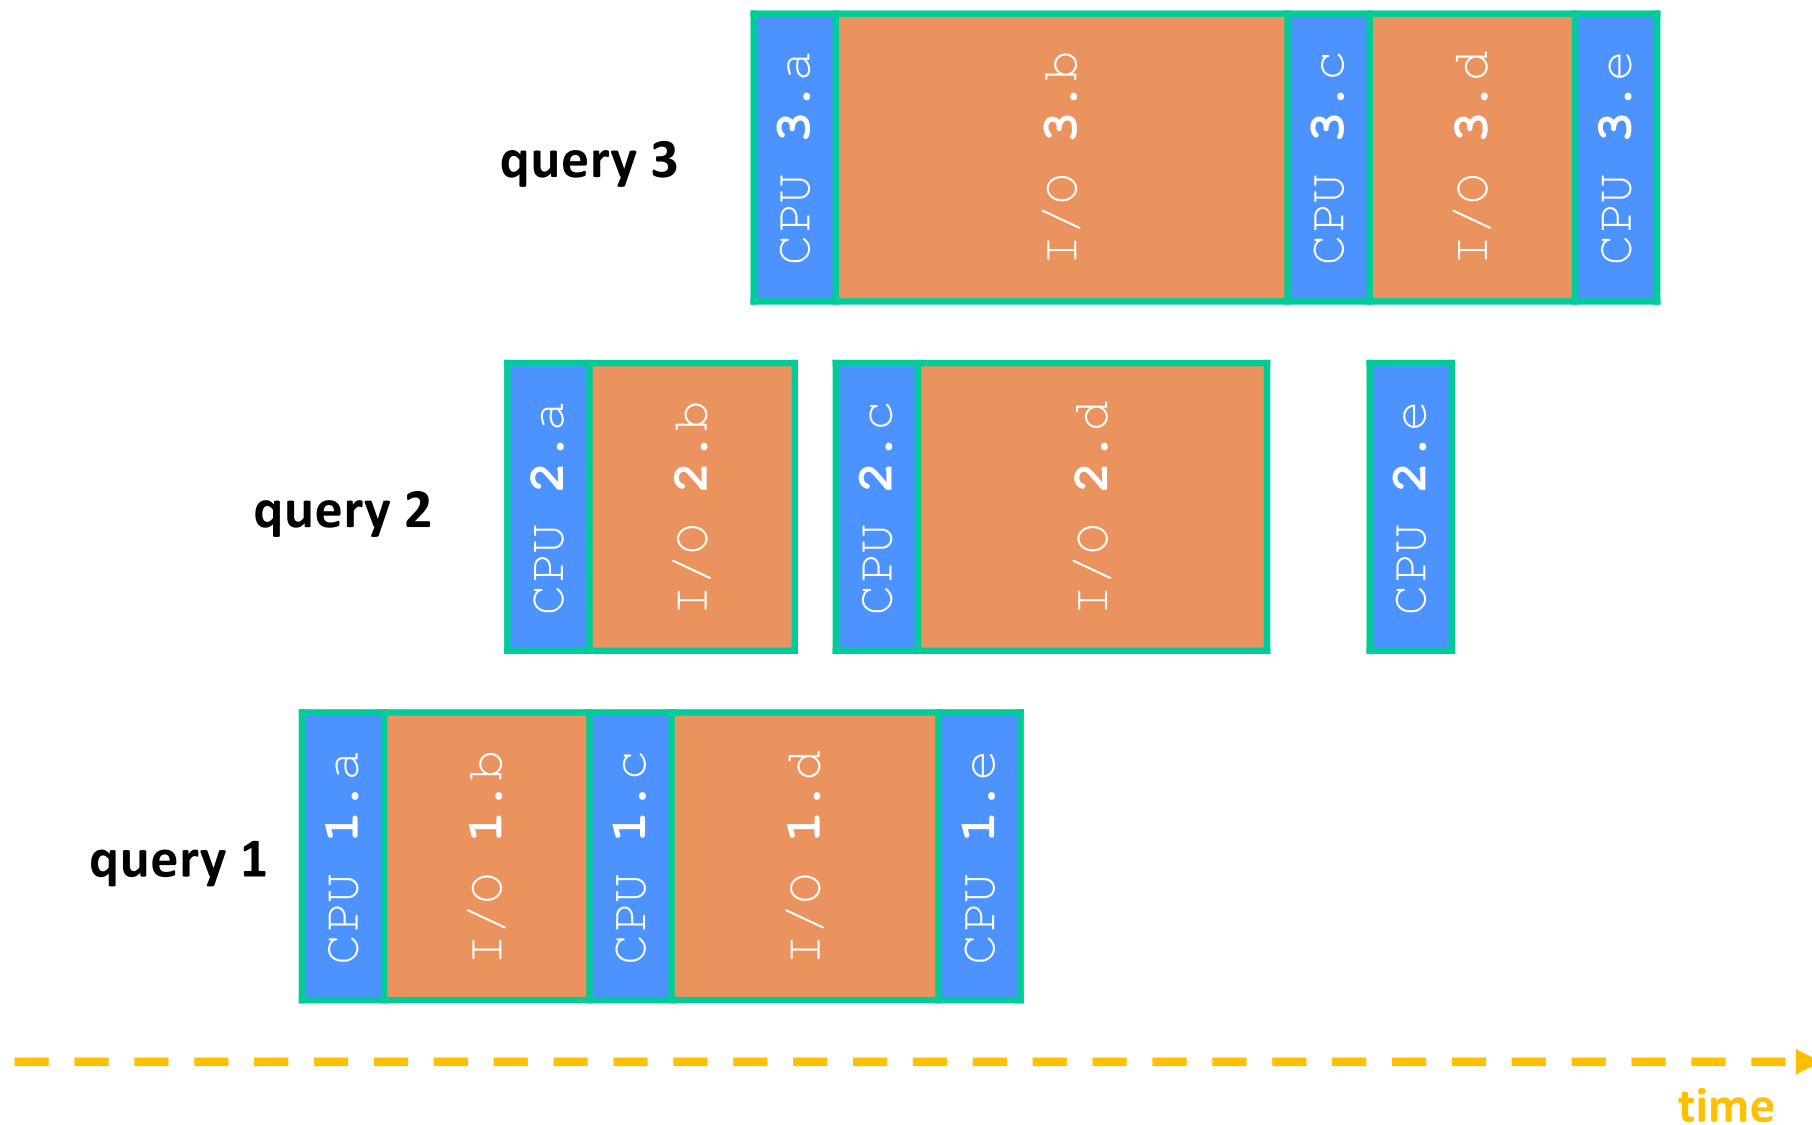 query 3
CPU 3.a
I/O 3.b
CPU 3.c
I/O 3.d
CPU 3.e
query 2
CPU 2.a
I/O 2.b
CPU 2.c
I/O 2.d
CPU 2.e
query 1
CPU 1.a
I/O 1.b
CPU 1.c
I/O 1.d
CPU 1.e
time